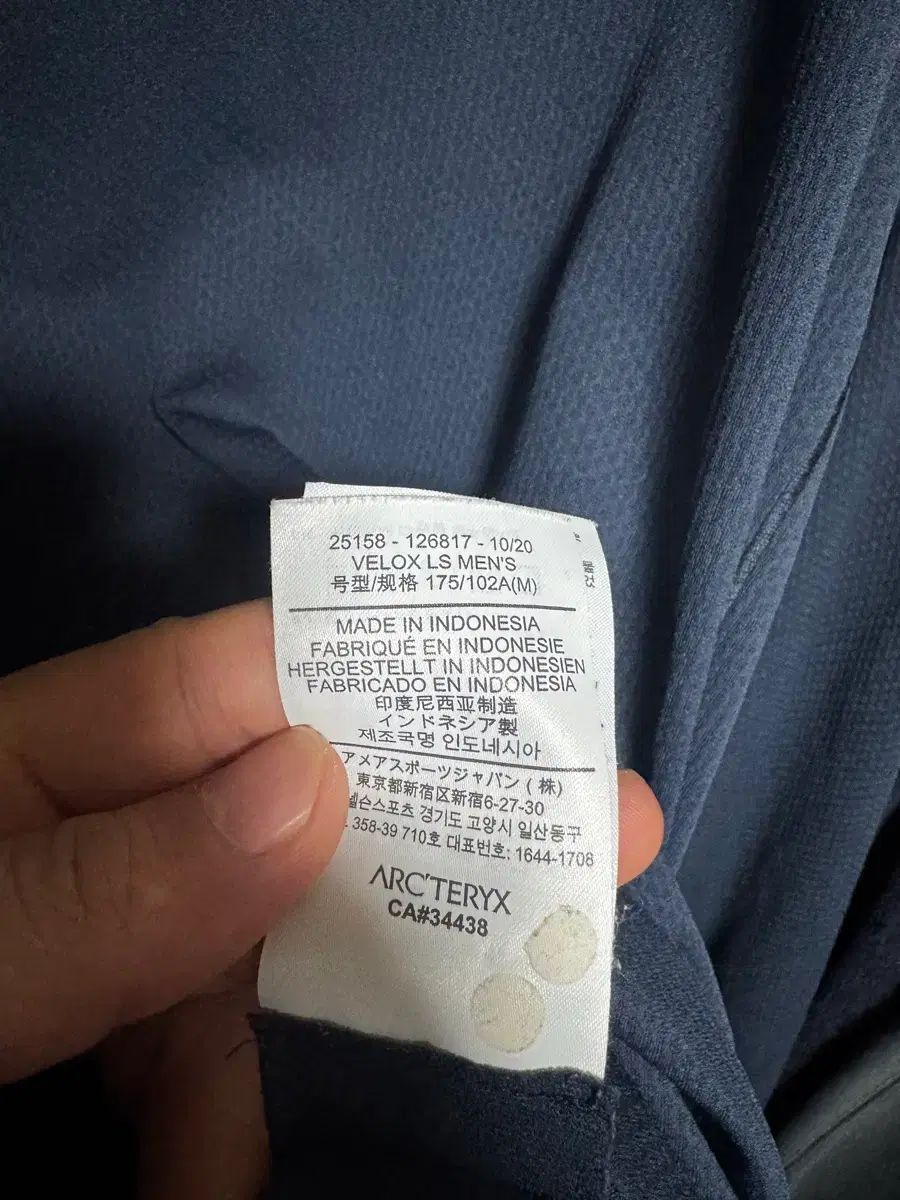 25158 - 126817 - 10/20
VELOX LS MEN'S
号型/规格 175/102A(M)
MADE IN INDONESIA
FABRIQUÉ EN INDONESIE
HERGESTELLT IN INDONESIEN
FABRICADO EN INDONESIA
印度尼西亚制造
インドネシア製
제조국명 인도네시아
アメアスポーツジャパン (株)
東京都新宿区新宿6-27-30
넬슨스포츠 경기도 고양시 일산동구
358-39 710호 대표번호: 1644-1708
ARC'TERYX
CA#34438